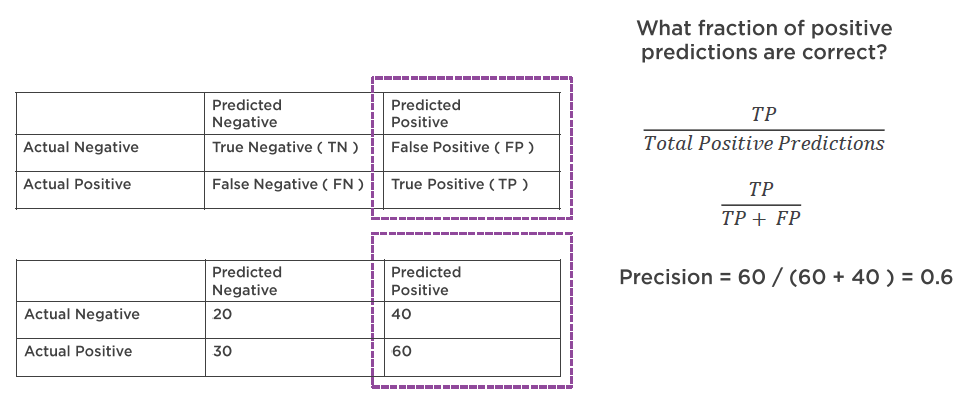 What fraction of positive
predictions are correct?
Predicted
Negative
Predicted
Positive
Actual Negative
True Negative ( TN )
False Positive ( FP )
Actual Positive
False Negative ( FN )
True Positive ( TP )
TP
Total Positive Predictions
TP
TP + FP
Predicted
Negative
Predicted
Positive
Actual Negative
20
40
Actual Positive
30
60
Precision = 60 / (60 + 40 ) = 0.6